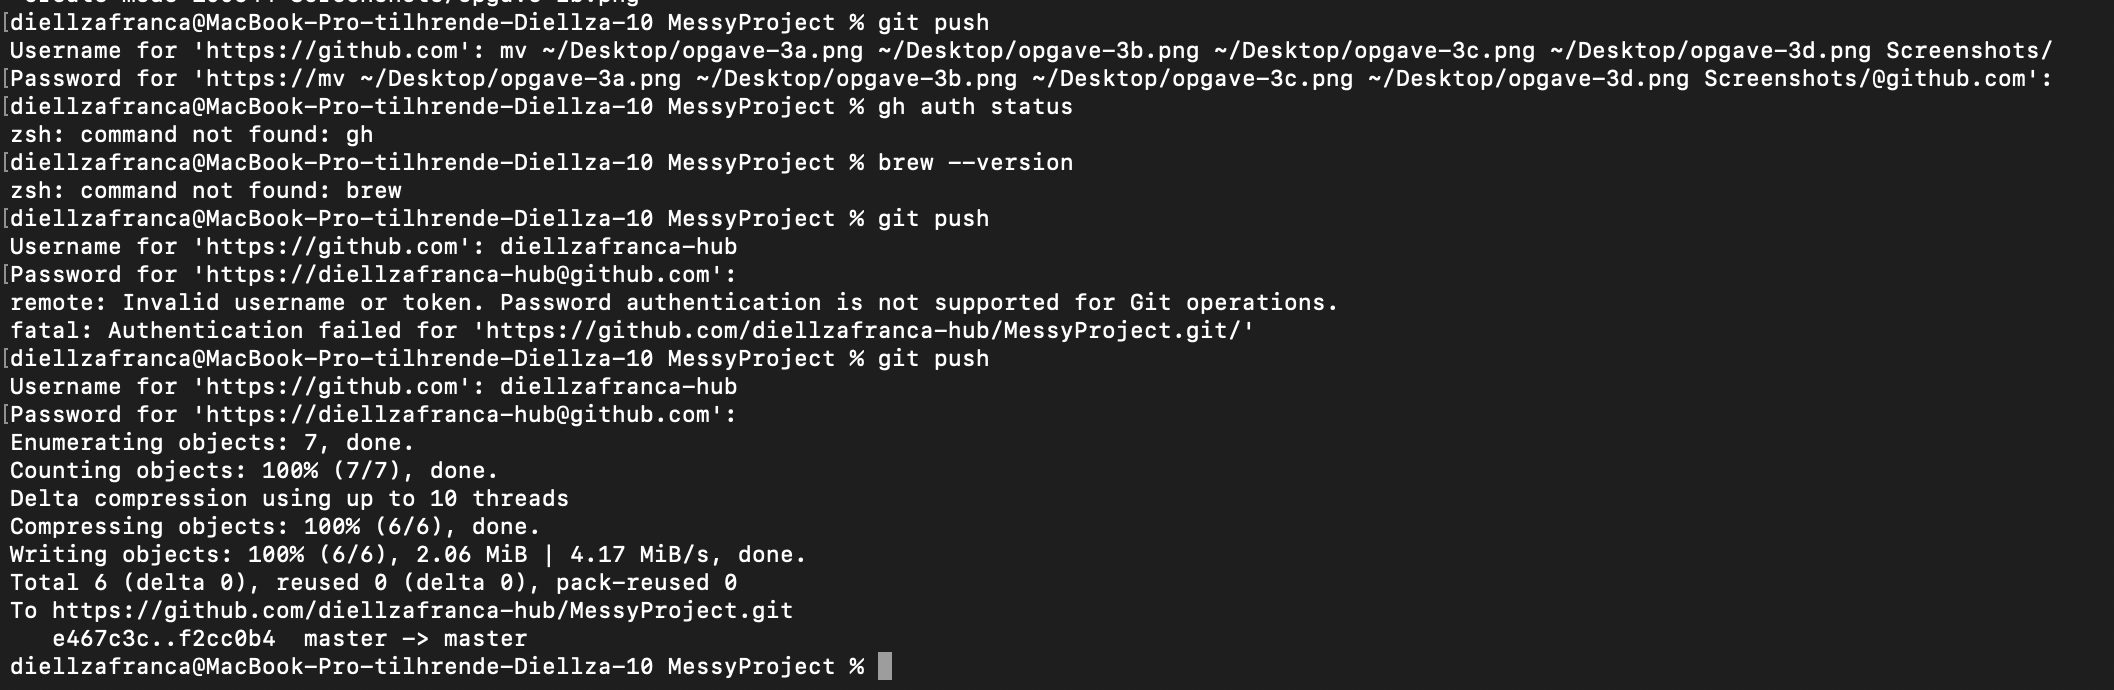 diellzafranca@MacBook-Pro-tilhrende-Diellza-10 MessyProject % git push
Username for 'https://github.com': mv ~/Desktop/opgave-3a.png ~/Desktop/opgave-3b.png ~/Desktop/opgave-3c.png ~/Desktop/opgave-3d.png Screenshots/
Password for 'https://mv ~/Desktop/opgave-3a.png ~/Desktop/opgave-3b.png ~/Desktop/opgave-3c.png ~/Desktop/opgave-3d.png Screenshots/@github.com':
diellzafranca@MacBook-Pro-tilhrende-Diellza-10 MessyProject % gh auth status
zsh: command not found: gh
diellzafranca@MacBook-Pro-tilhrende-Diellza-10 MessyProject % brew --version
zsh: command not found: brew
diellzafranca@MacBook-Pro-tilhrende-Diellza-10 MessyProject % git push
Username for 'https://github.com': diellzafranca-hub
Password for 'https://diellzafranca-hub@github.com':
remote: Invalid username or token. Password authentication is not supported for Git operations.
fatal: Authentication failed for 'https://github.com/diellzafranca-hub/MessyProject.git/'
diellzafranca@MacBook-Pro-tilhrende-Diellza-10 MessyProject % git push
Username for 'https://github.com': diellzafranca-hub
Password for 'https://diellzafranca-hub@github.com':
Enumerating objects: 7, done.
Counting objects: 100% (7/7), done.
Delta compression using up to 10 threads
Compressing objects: 100% (6/6), done.
Writing objects: 100% (6/6), 2.06 MiB | 4.17 MiB/s, done.
Total 6 (delta 0), reused 0 (delta 0), pack-reused 0
To https://github.com/diellzafranca-hub/MessyProject.git
   e467c3c..f2cc0b4  master -> master
diellzafranca@MacBook-Pro-tilhrende-Diellza-10 MessyProject %